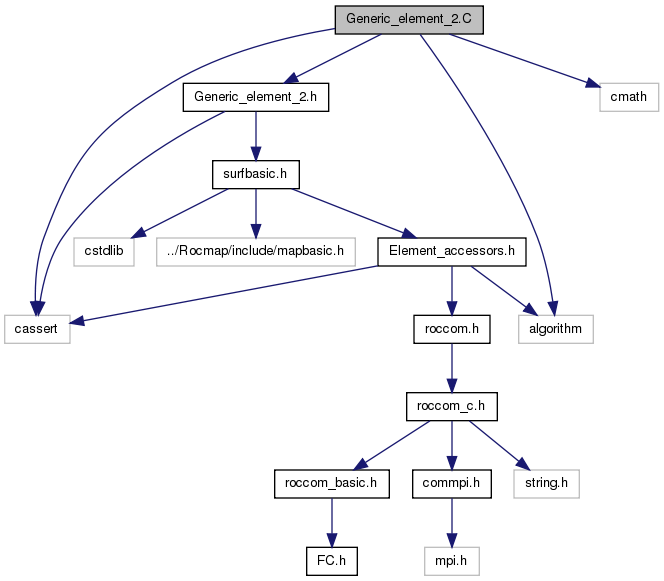 Generic_element_2.C
Generic_element_2.h
cmath
surfbasic.h
cstdlib
../Rocmap/include/mapbasic.h
Element_accessors.h
cassert
roccom.h
algorithm
roccom_c.h
roccom_basic.h
commpi.h
string.h
FC.h
mpi.h